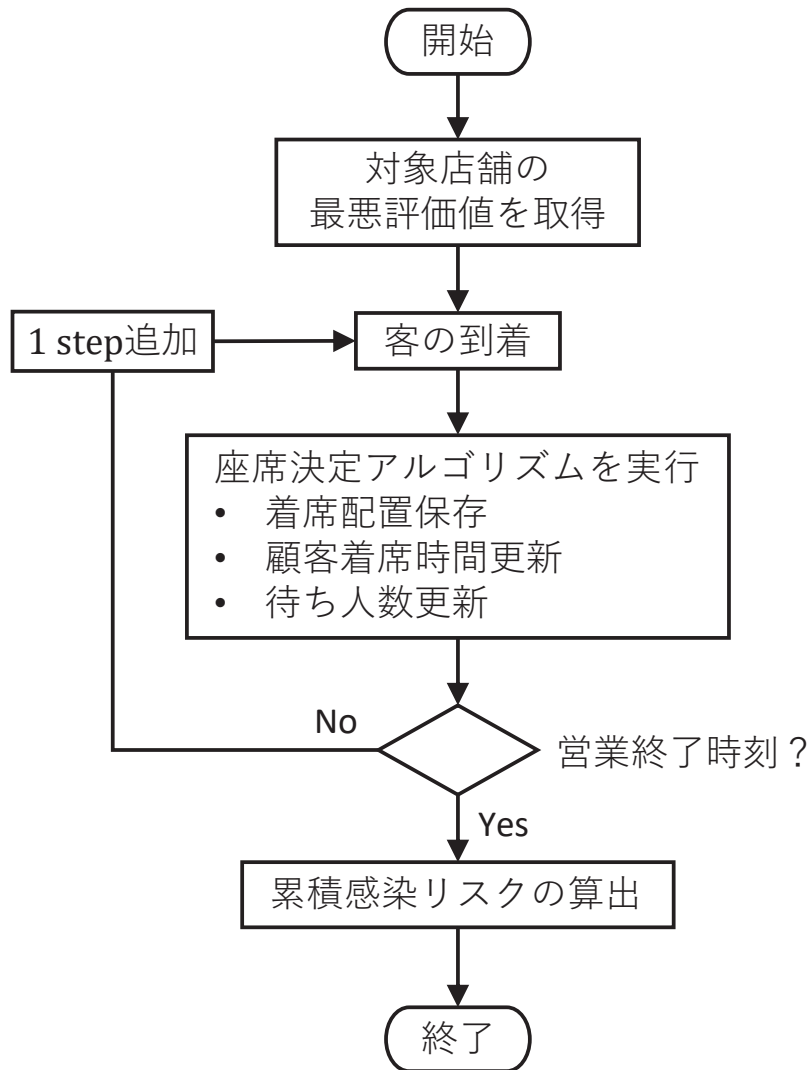 開始
対象店舗の
最悪評価値を取得
1 step追加
客の到着
座席決定アルゴリズムを実行
• 着席配置保存
• 顧客着席時間更新
• 待ち人数更新
No
営業終了時刻？
Yes
累積感染リスクの算出
終了